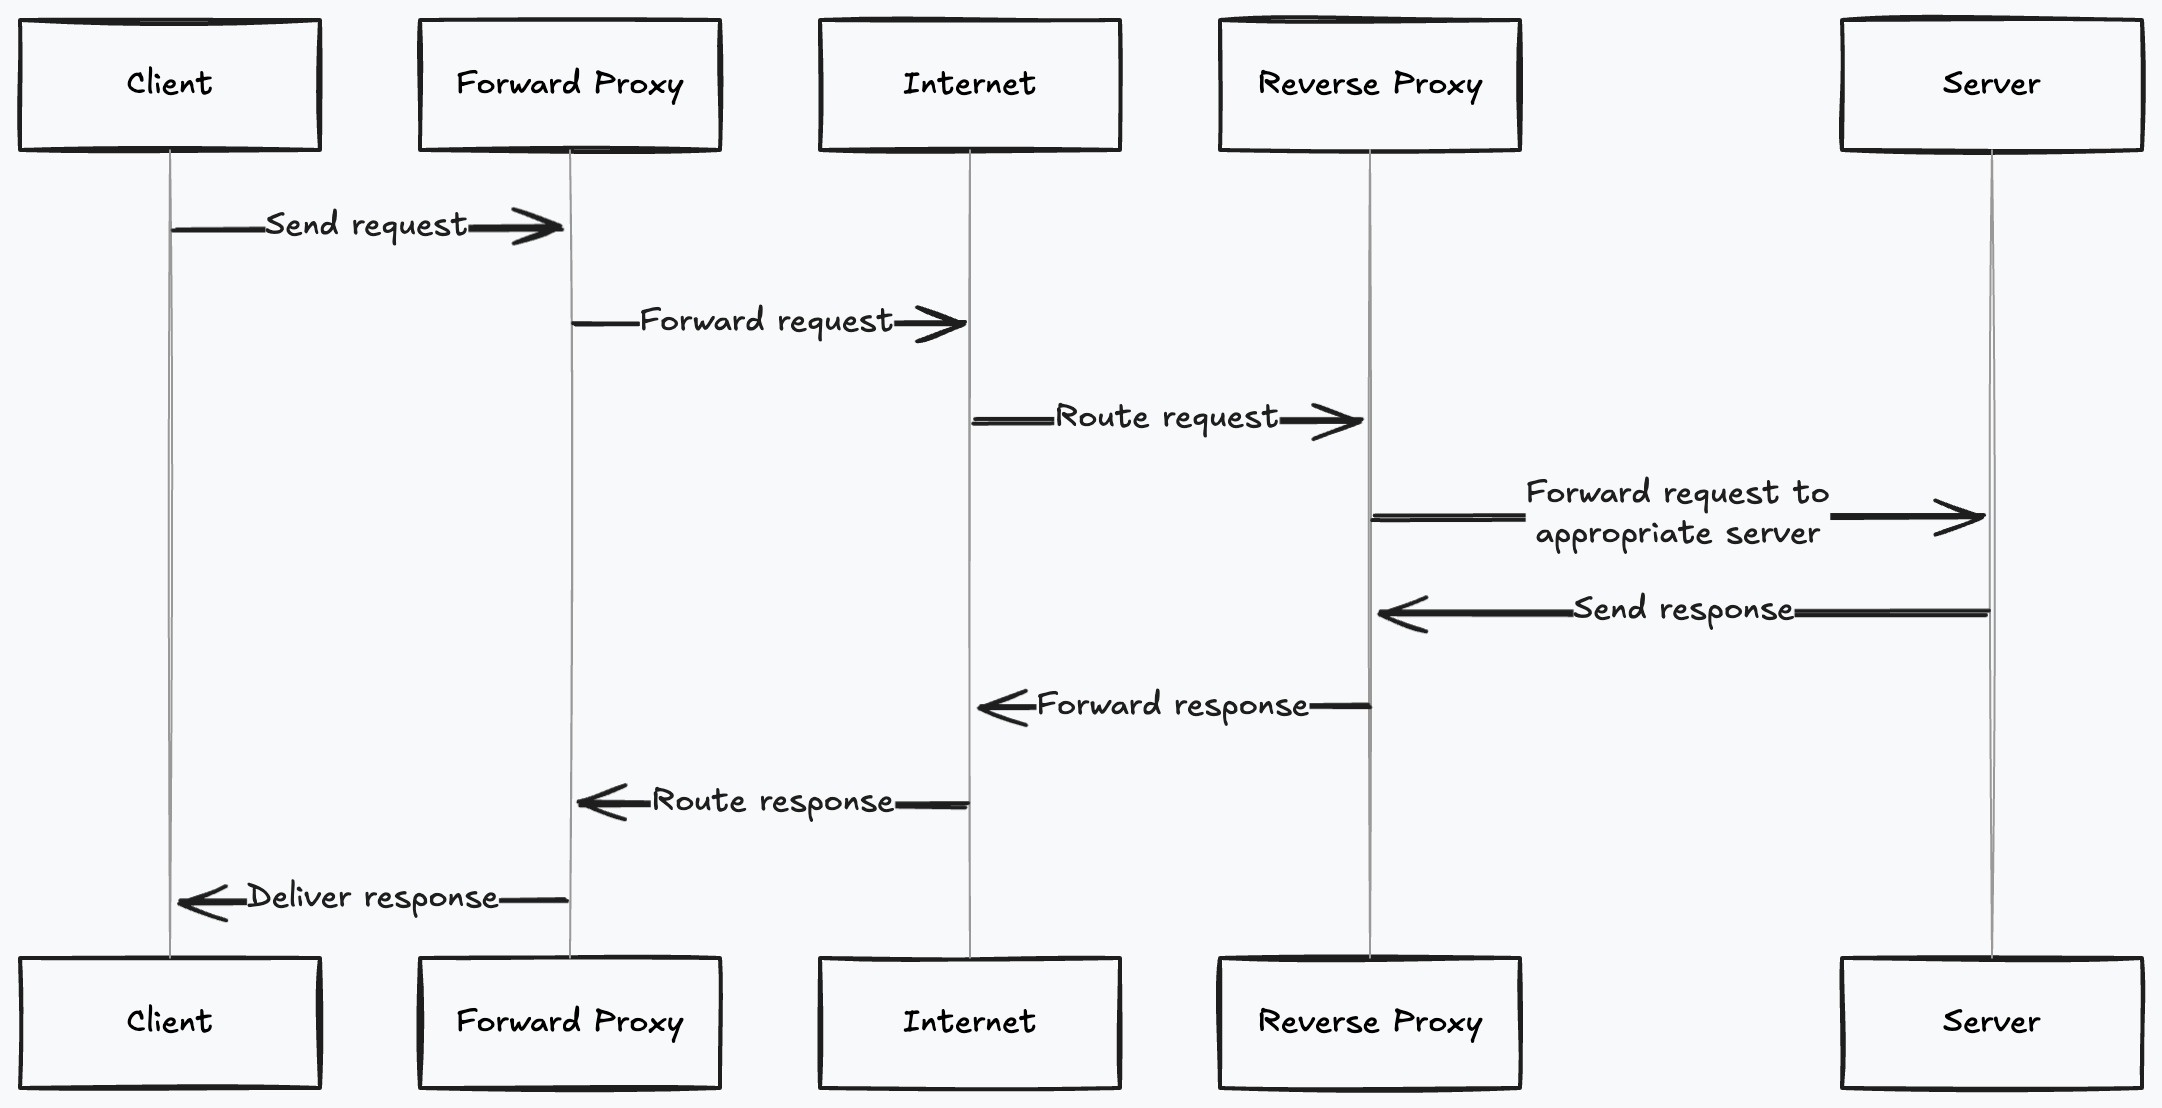 Client
Forward Proxy
Internet
Reverse Proxy
Server
Send request
Forward request
Route request
Forward request to
appropriate server
Send response
Forward response
Route response
Deliver response
Client
Forward Proxy
Internet
Reverse Proxy
Server